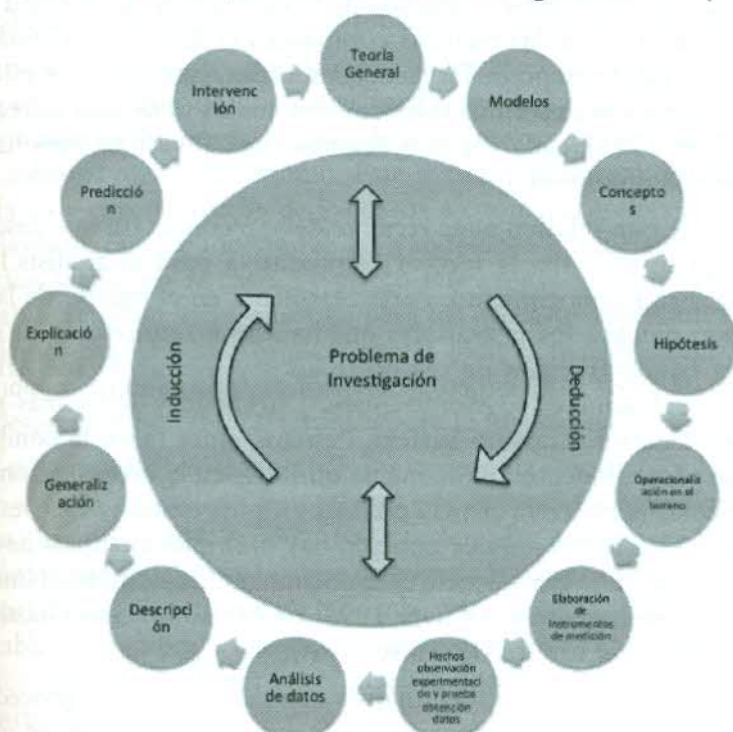 Teoría
General
Modelos
Concepto
s
Hipótesis
Operacionaliz
ación en el
terreno
Elaboración
de
instrumentos
de medición
Hechos
observación
experimentaci
ón y prueba
obtención
datos
Análisis
de datos
Descripci
ón
Generaliz
ación
Explicació
n
Predicció
n
Intervenc
ión
Problema de
Investigación
Inducción
Deducción